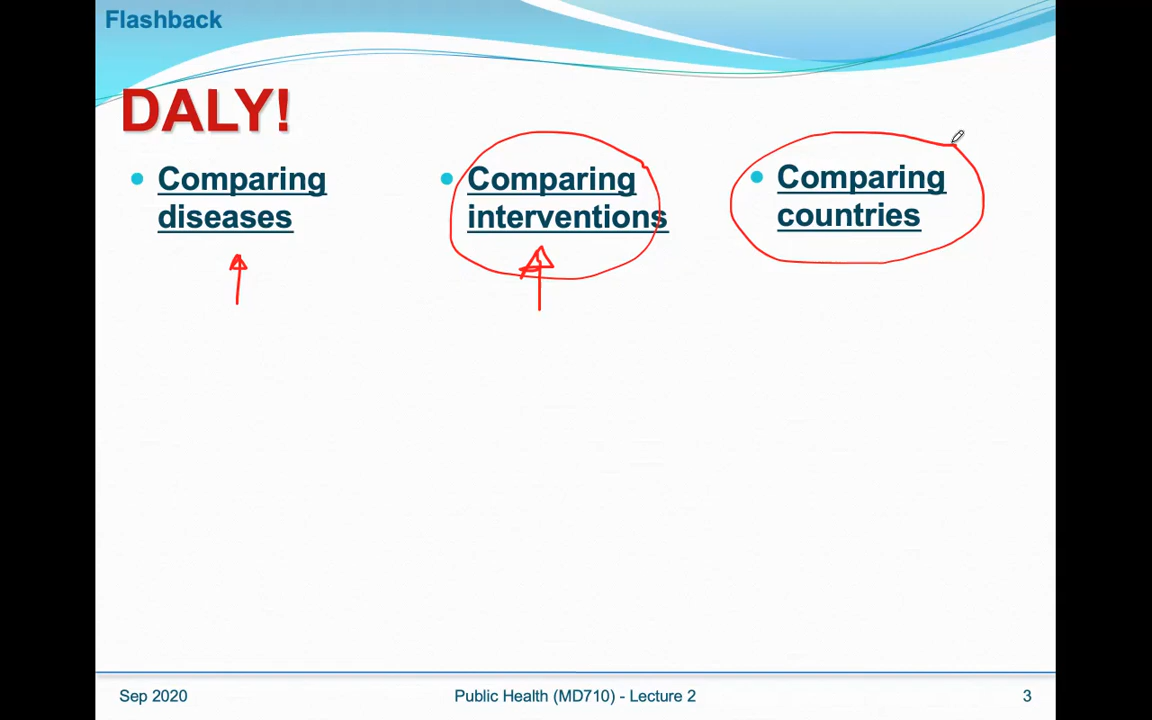 Flashback
DALY!
• Comparing
diseases
• Comparing
interventions
• Comparing
countries
Sep 2020
Public Health (MD710) - Lecture 2
3